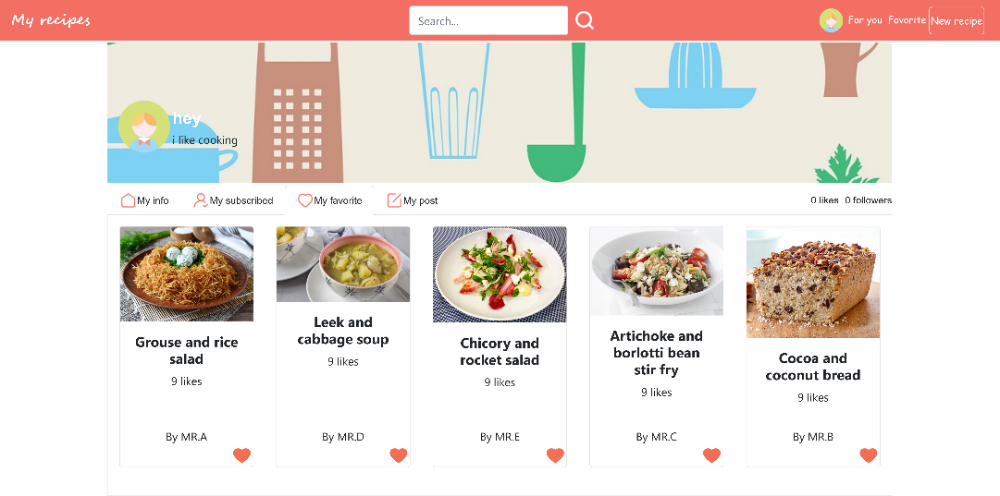 My recipes
Search...
For you Favorite New recipe
hey
i like cooking
My info My subscribed My favorite My post
0 likes 0 followers
Grouse and rice
salad
9 likes
By MR.A
Leek and
cabbage soup
9 likes
By MR.D
Chicory and
rocket salad
9 likes
By MR.E
Artichoke and
borlotti bean
stir fry
9 likes
By MR.C
Cocoa and
coconut bread
9 likes
By MR.B